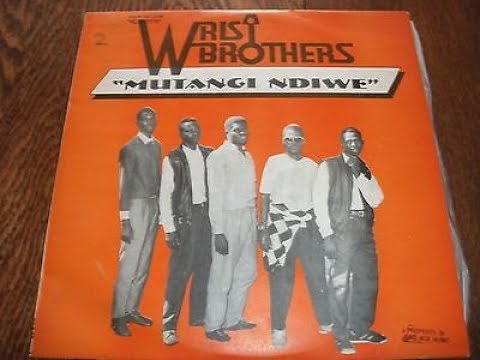 WRIST
BROTHERS
"MUTANGI NDIWE"